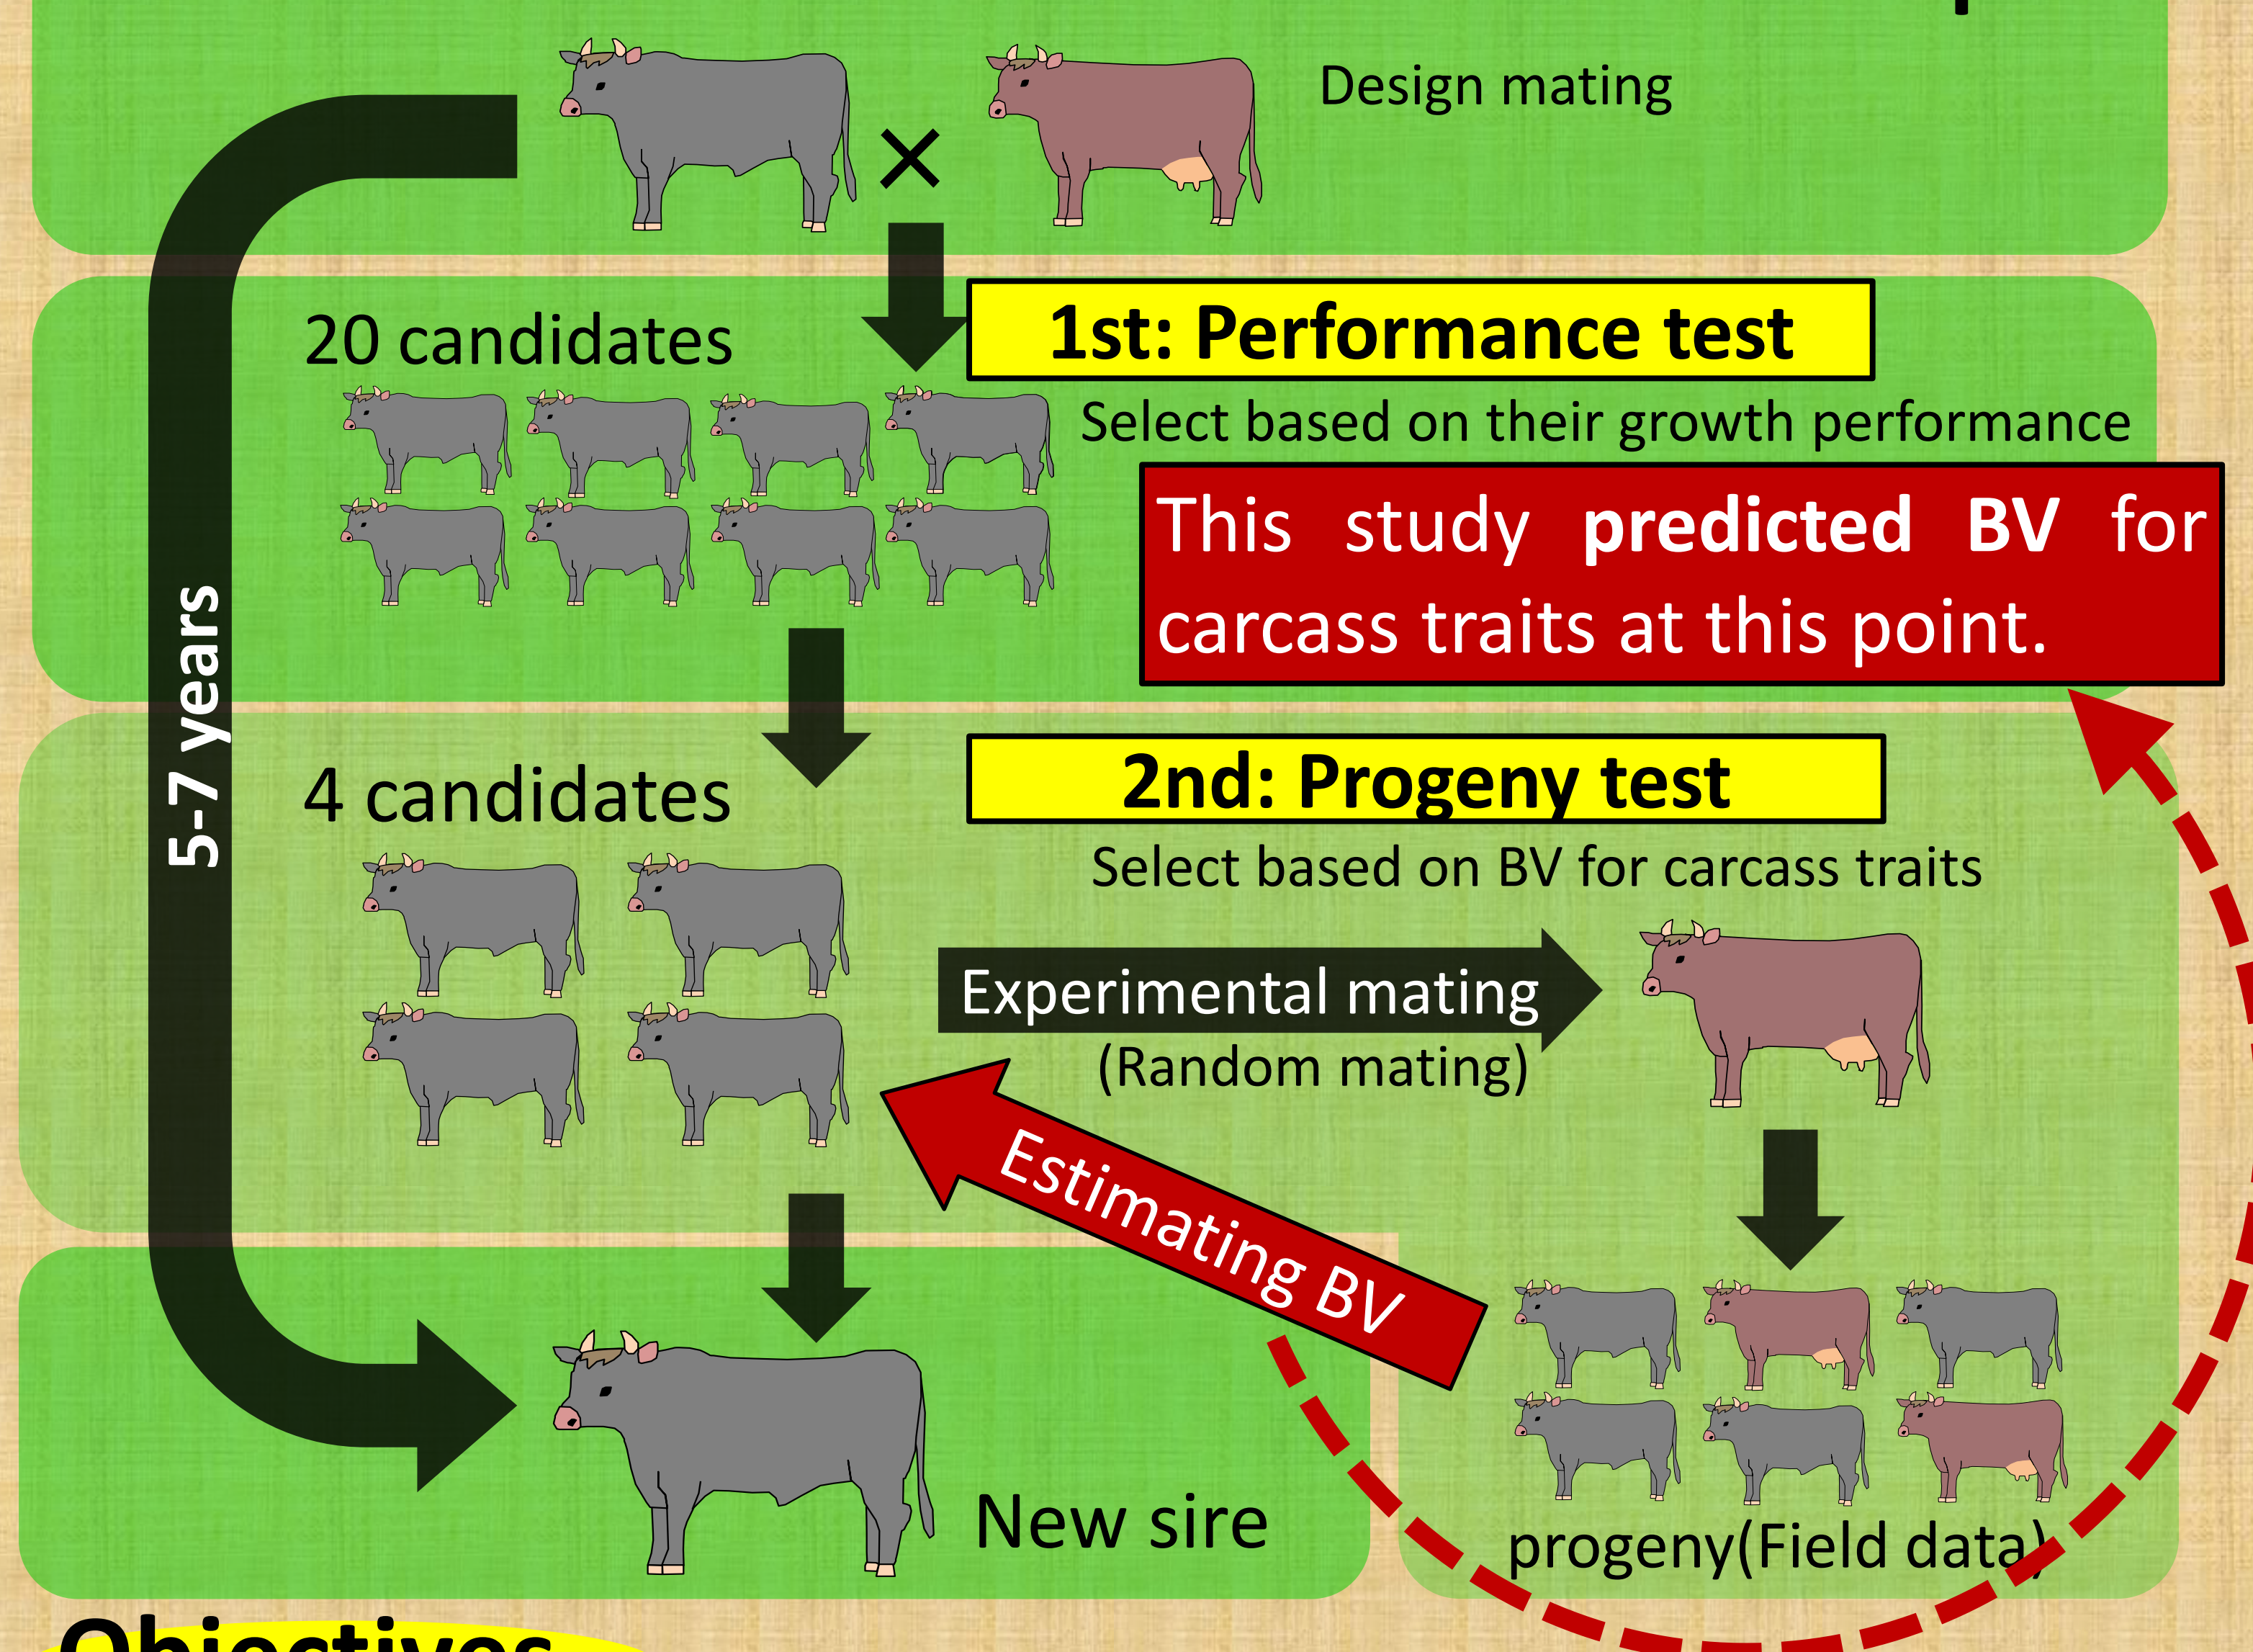 Design mating
20 candidates
1st: Performance test
Select based on their growth performance
This study predicted BV for
carcass traits at this point.
5-7 years
4 candidates
2nd: Progeny test
Select based on BV for carcass traits
Experimental mating
(Random mating)
Estimating BV
New sire
progeny(Field data)
Objectives